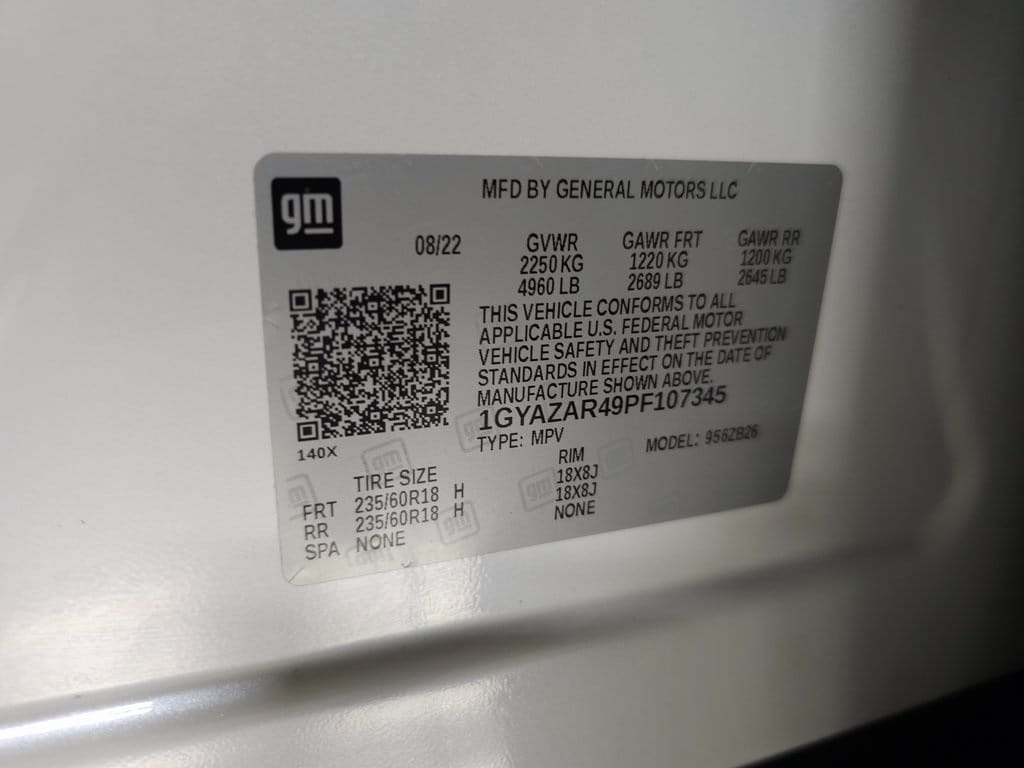 gm
MFD BY GENERAL MOTORS LLC
08/22 GVWR GAWR FRT GAWR RR
2250 KG 1220 KG 1200 KG
4960 LB 2689 LB 2645 LB
THIS VEHICLE CONFORMS TO ALL
APPLICABLE U.S. FEDERAL MOTOR
VEHICLE SAFETY AND THEFT PREVENTION
STANDARDS IN EFFECT ON THE DATE OF
MANUFACTURE SHOWN ABOVE.
1GYAZAR49PF107345
TYPE: MPV MODEL: 956ZB26
140X
TIRE SIZE RIM
FRT 235/60R18 H 18X8J
RR 235/60R18 H 18X8J
SPA NONE NONE